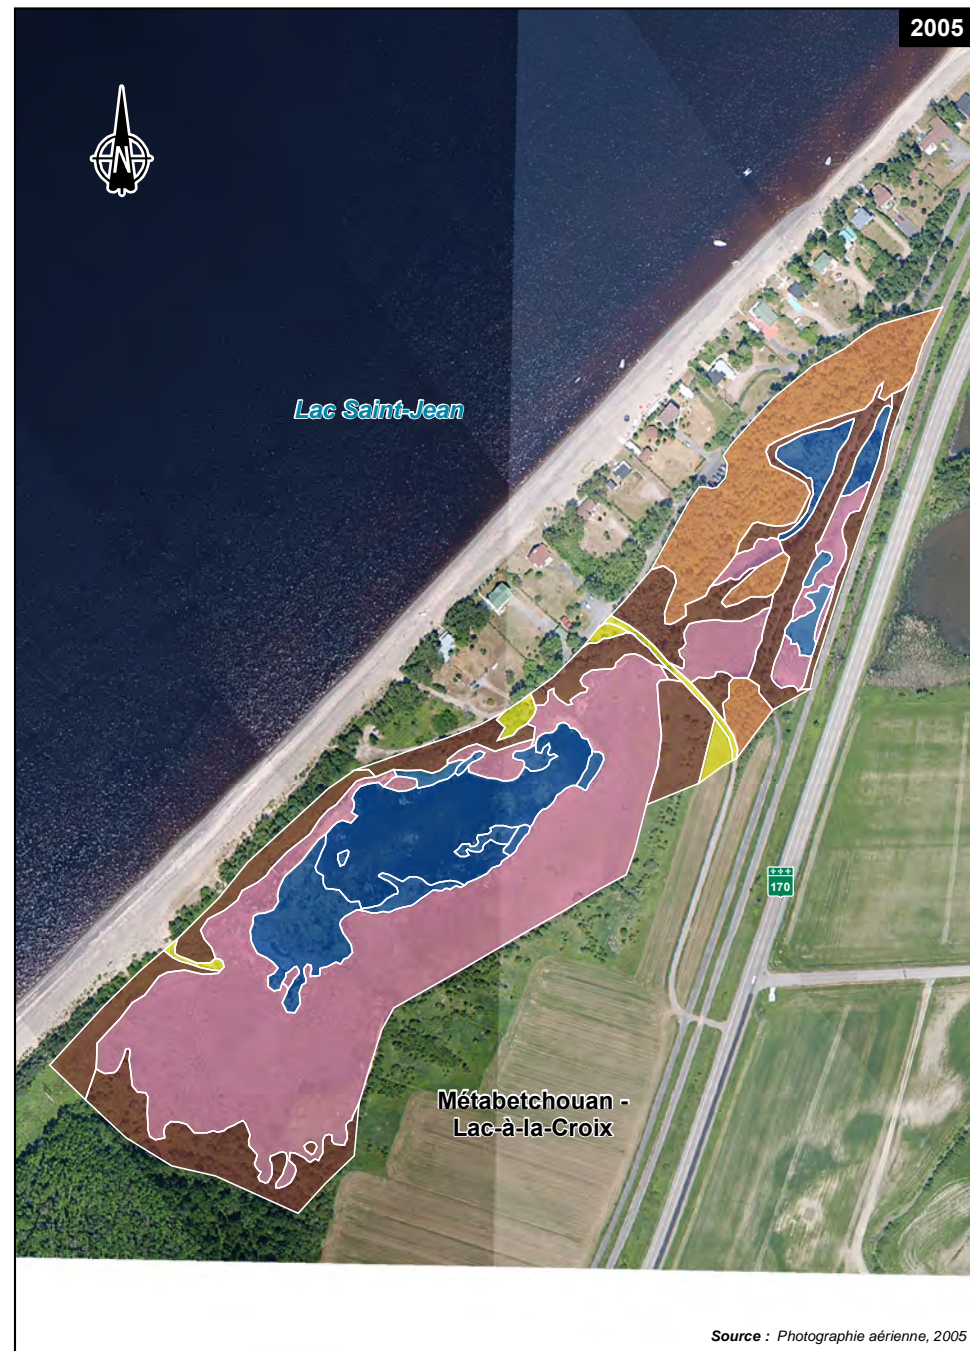 2005
N
Lac Saint-Jean
170
Métabetchouan -
Lac-à-la-Croix
Source : Photographie aérienne, 2005